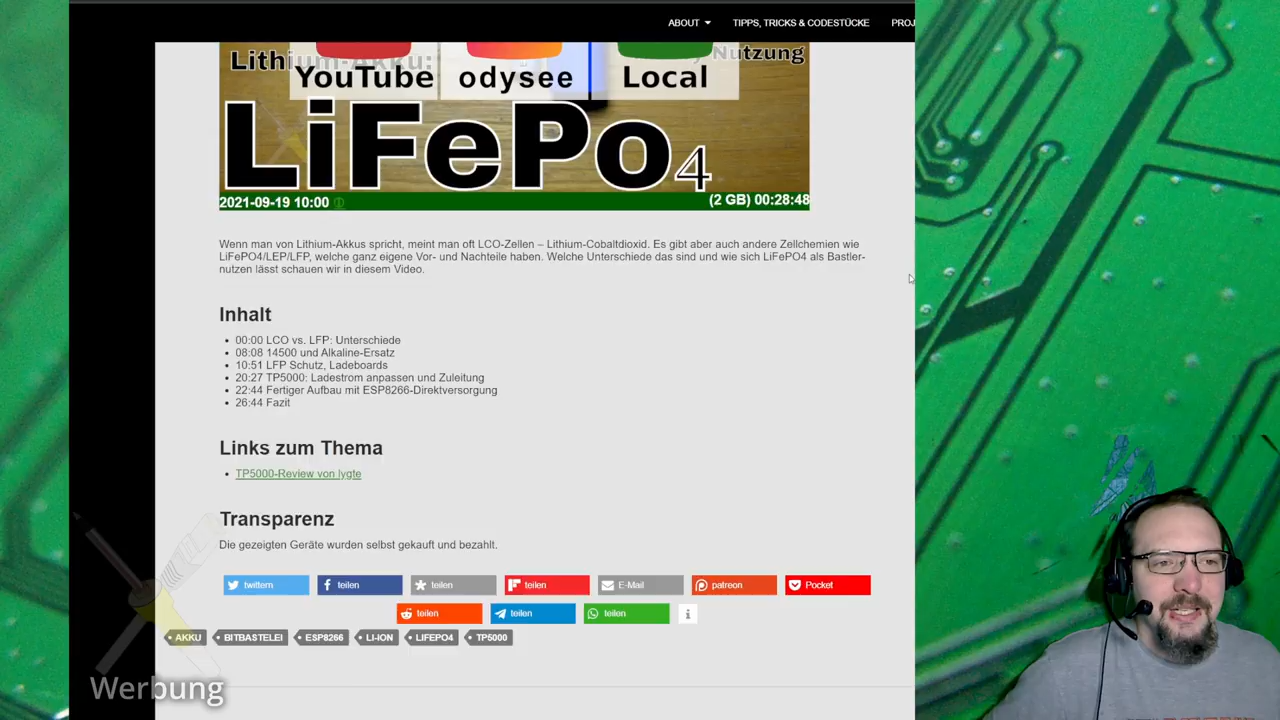 ABOUT
TIPPS, TRICKS & CODESTÜCKE
PROJ
Lithium-Akku:
Nutzung
YouTube
odysee
Local
LiFePo4
2021-09-19 10:00
(2 GB) 00:28:48
Wenn man von Lithium-Akkus spricht, meint man oft LCO-Zellen – Lithium-Cobaltdioxid. Es gibt aber auch andere Zellchemien wie
LiFePO4/LEP/LFP, welche ganz eigene Vor- und Nachteile haben. Welche Unterschiede das sind und wie sich LiFePO4 als Bastler-
nutzen lässt schauen wir in diesem Video.
Inhalt
00:00 LCO vs. LFP: Unterschiede
08:08 14500 und Alkaline-Ersatz
10:51 LFP Schutz, Ladeboards
20:27 TP5000: Ladestrom anpassen und Zuleitung
22:44 Fertiger Aufbau mit ESP8266-Direktversorgung
26:44 Fazit
Links zum Thema
TP5000-Review von lygte
Transparenz
Die gezeigten Geräte wurden selbst gekauft und bezahlt.
twittern
teilen
teilen
teilen
E-Mail
patreon
Pocket
teilen
teilen
teilen
AKKU
BITBASTELEI
ESP8266
LI-ION
LIFEPO4
TP5000
Werbung